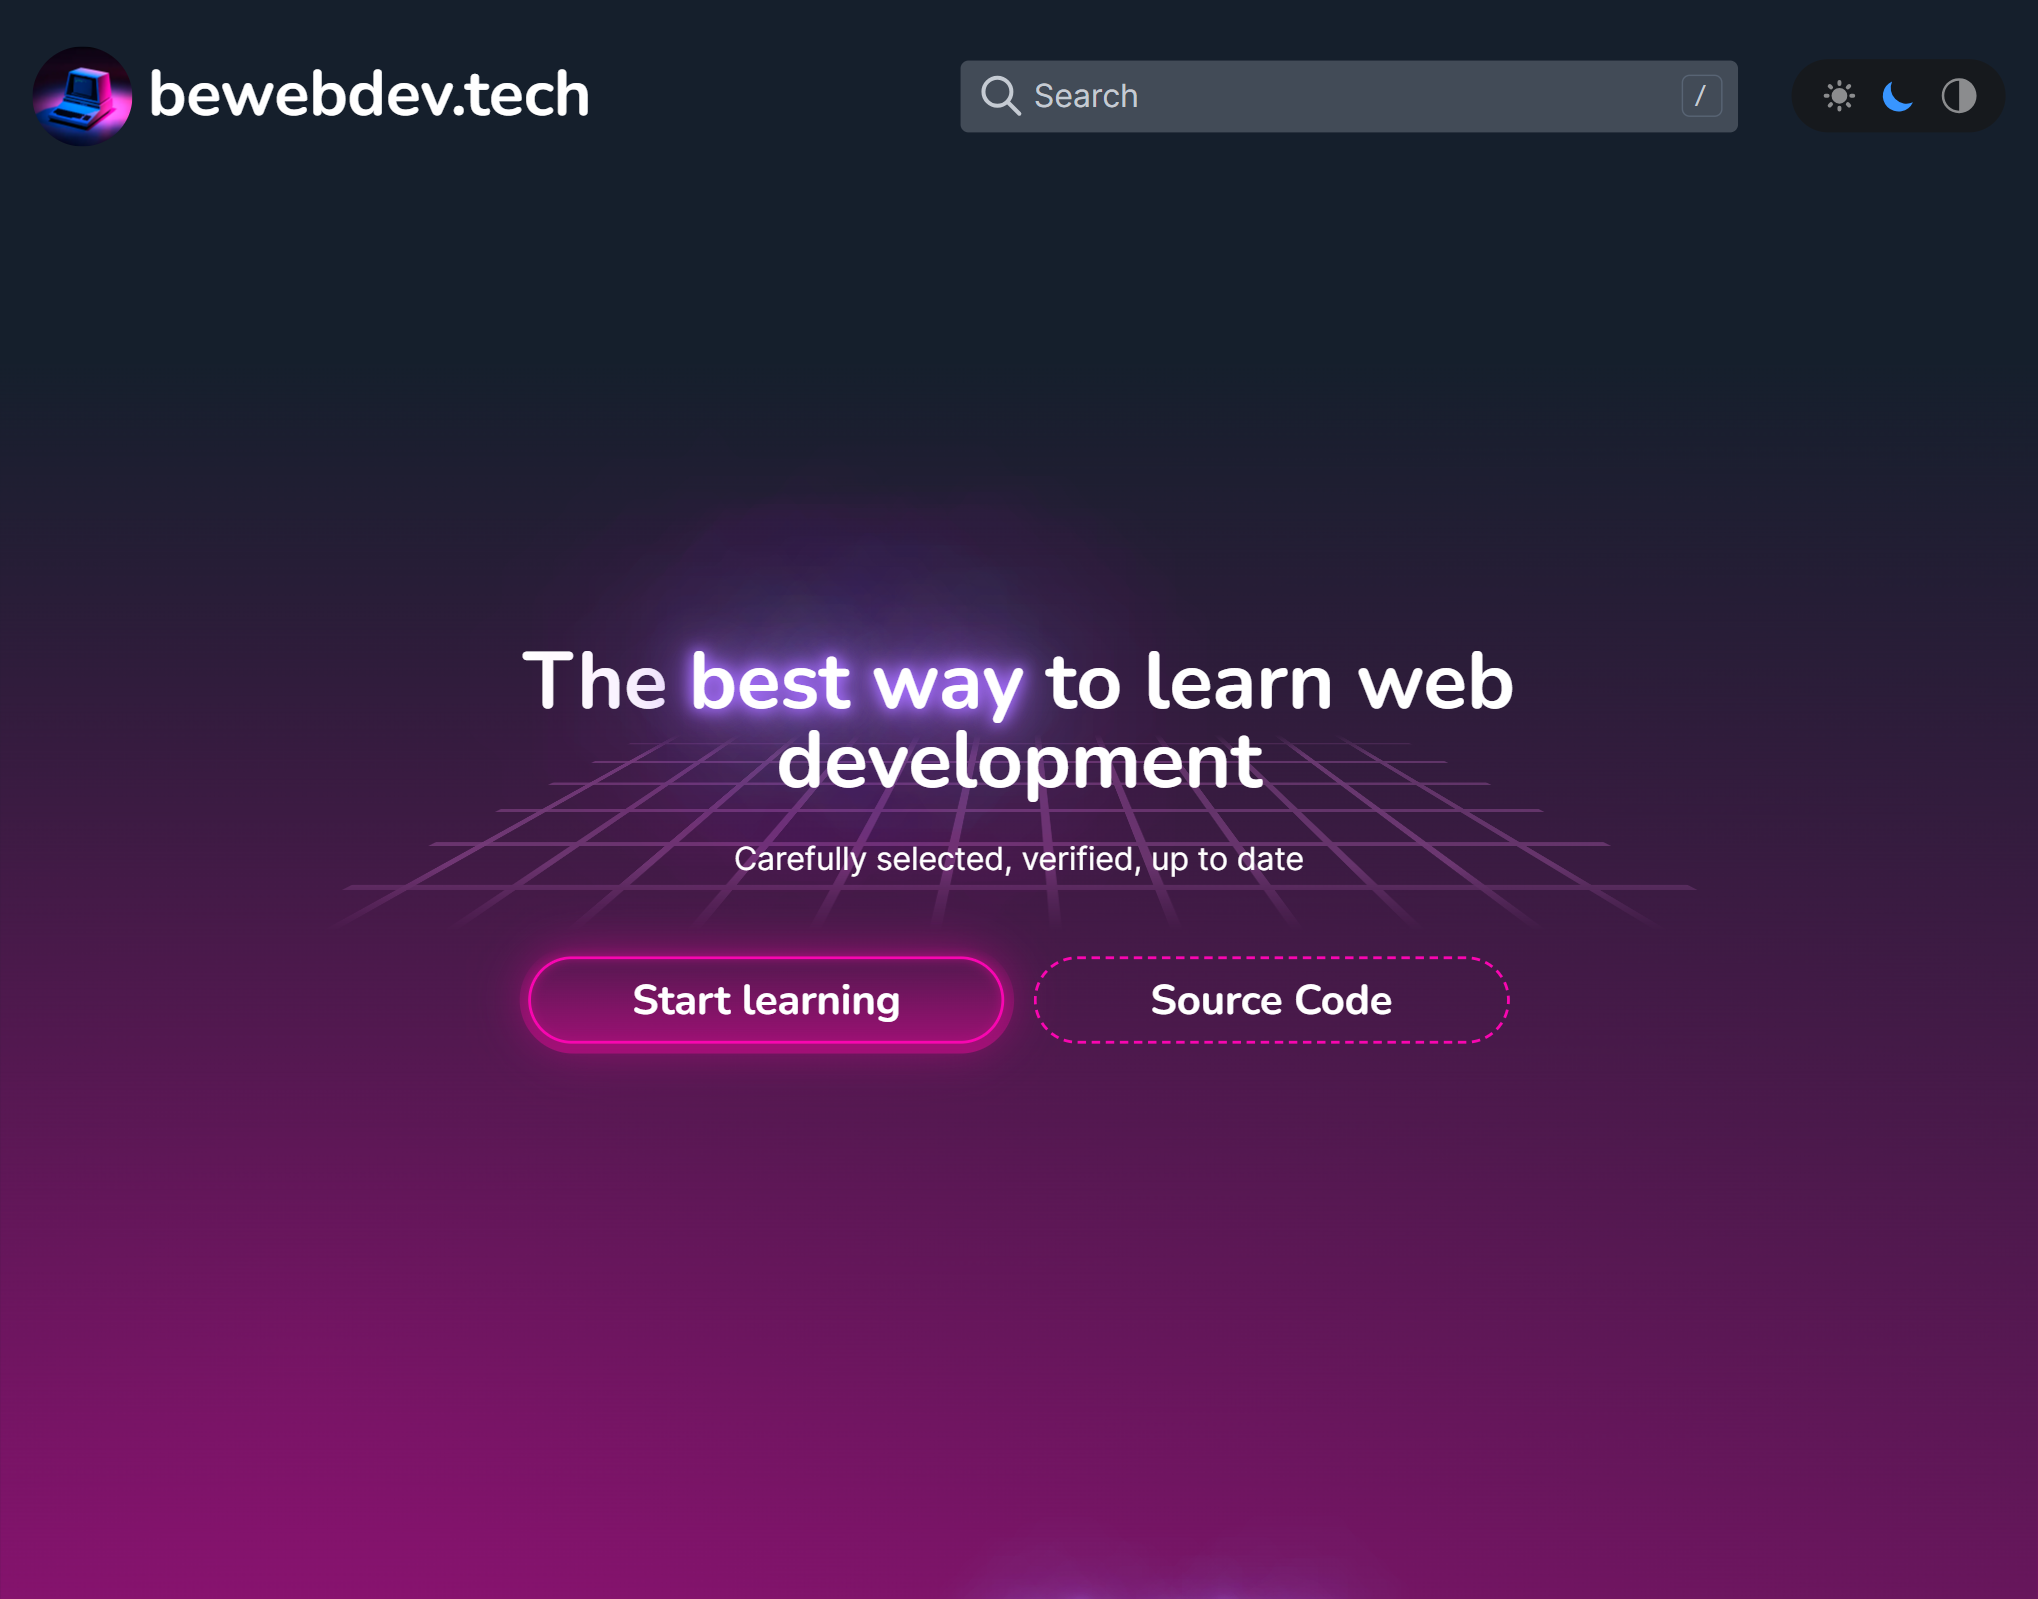 bewebdev.tech
Search /
The best way to learn web
development
Carefully selected, verified, up to date
Start learning
Source Code